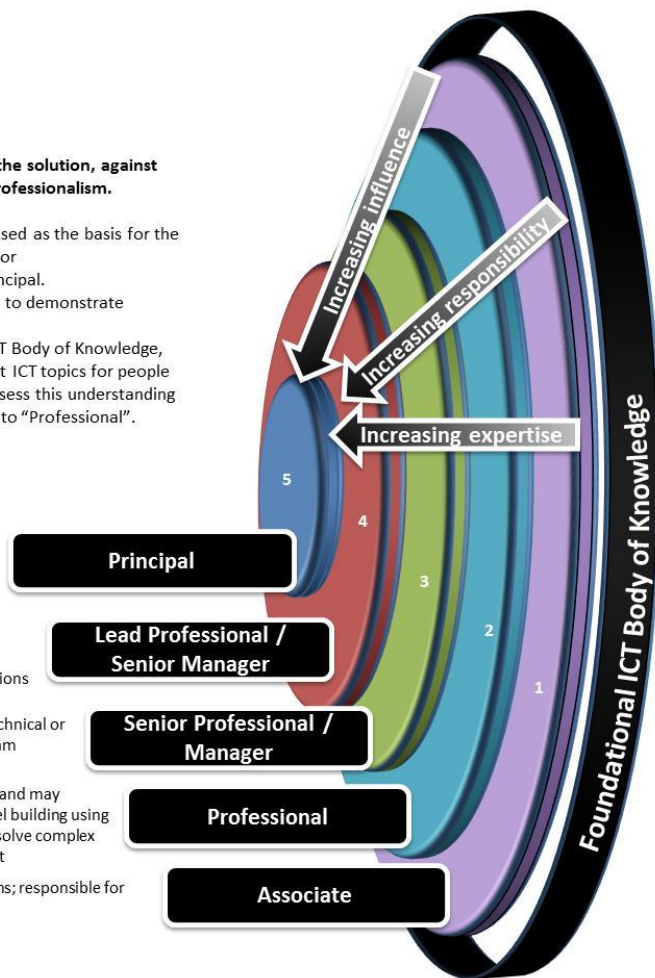 the solution, against
rofessionalism.
sed as the basis for the
or
ncipal.
to demonstrate
T Body of Knowledge,
t ICT topics for people
sess this understanding
to “Professional”.
Increasing influence
Increasing responsibility
Increasing expertise
5
4
3
2
1
Foundational ICT Body of Knowledge
Principal
Lead Professional /
Senior Manager
tions
chnical or
am
Senior Professional /
Manager
and may
el building using
solve complex
t
Professional
ns; responsible for
Associate